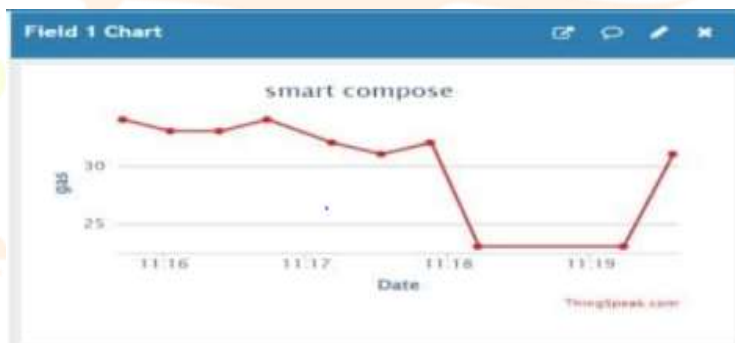 Field 1 Chart
smart compose
30
gas
25
11:16 11:17 11:18 11:19
Date
ThingSpeak.com